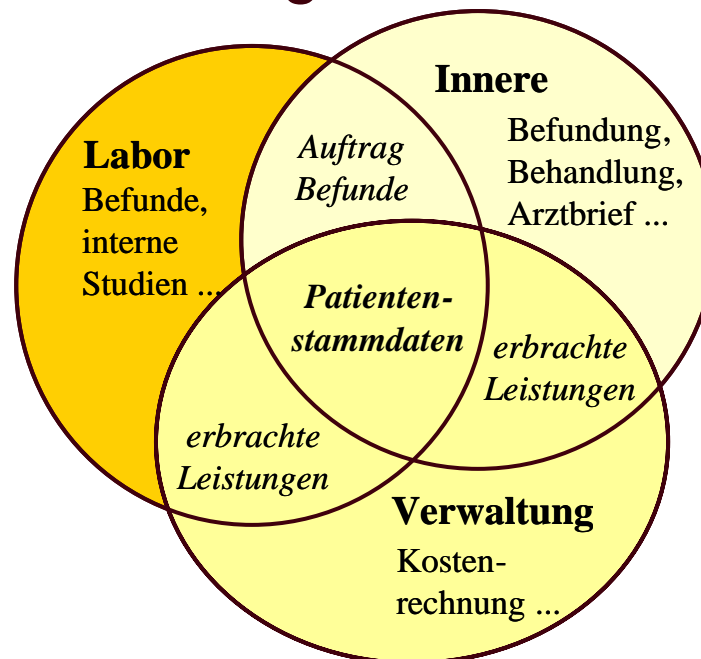 Innere
Befundung,
Behandlung,
Arztbrief ...
Auftrag
Befunde
Labor
Befunde,
interne
Studien ...
Patienten-
stammdaten
erbrachte
Leistungen
erbrachte
Leistungen
Verwaltung
Kosten-
rechnung ...